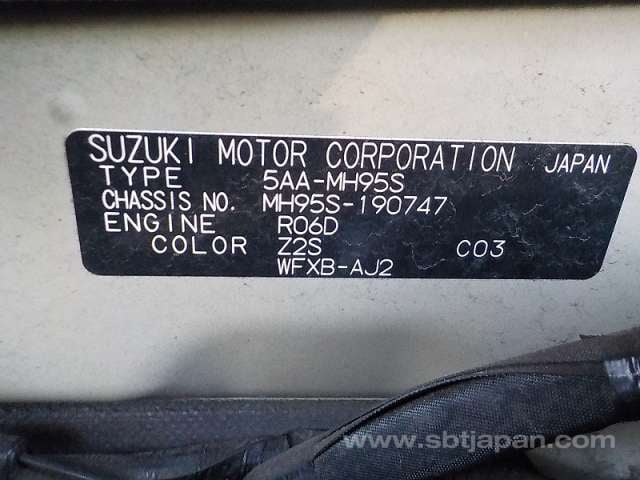 SUZUKI MOTOR CORPORATION JAPAN
TYPE 5AA-MH95S
CHASSIS NO. MH95S-190747
ENGINE R06D
COLOR Z2S C03
WFXB-AJ2
www.sbtjapan.com